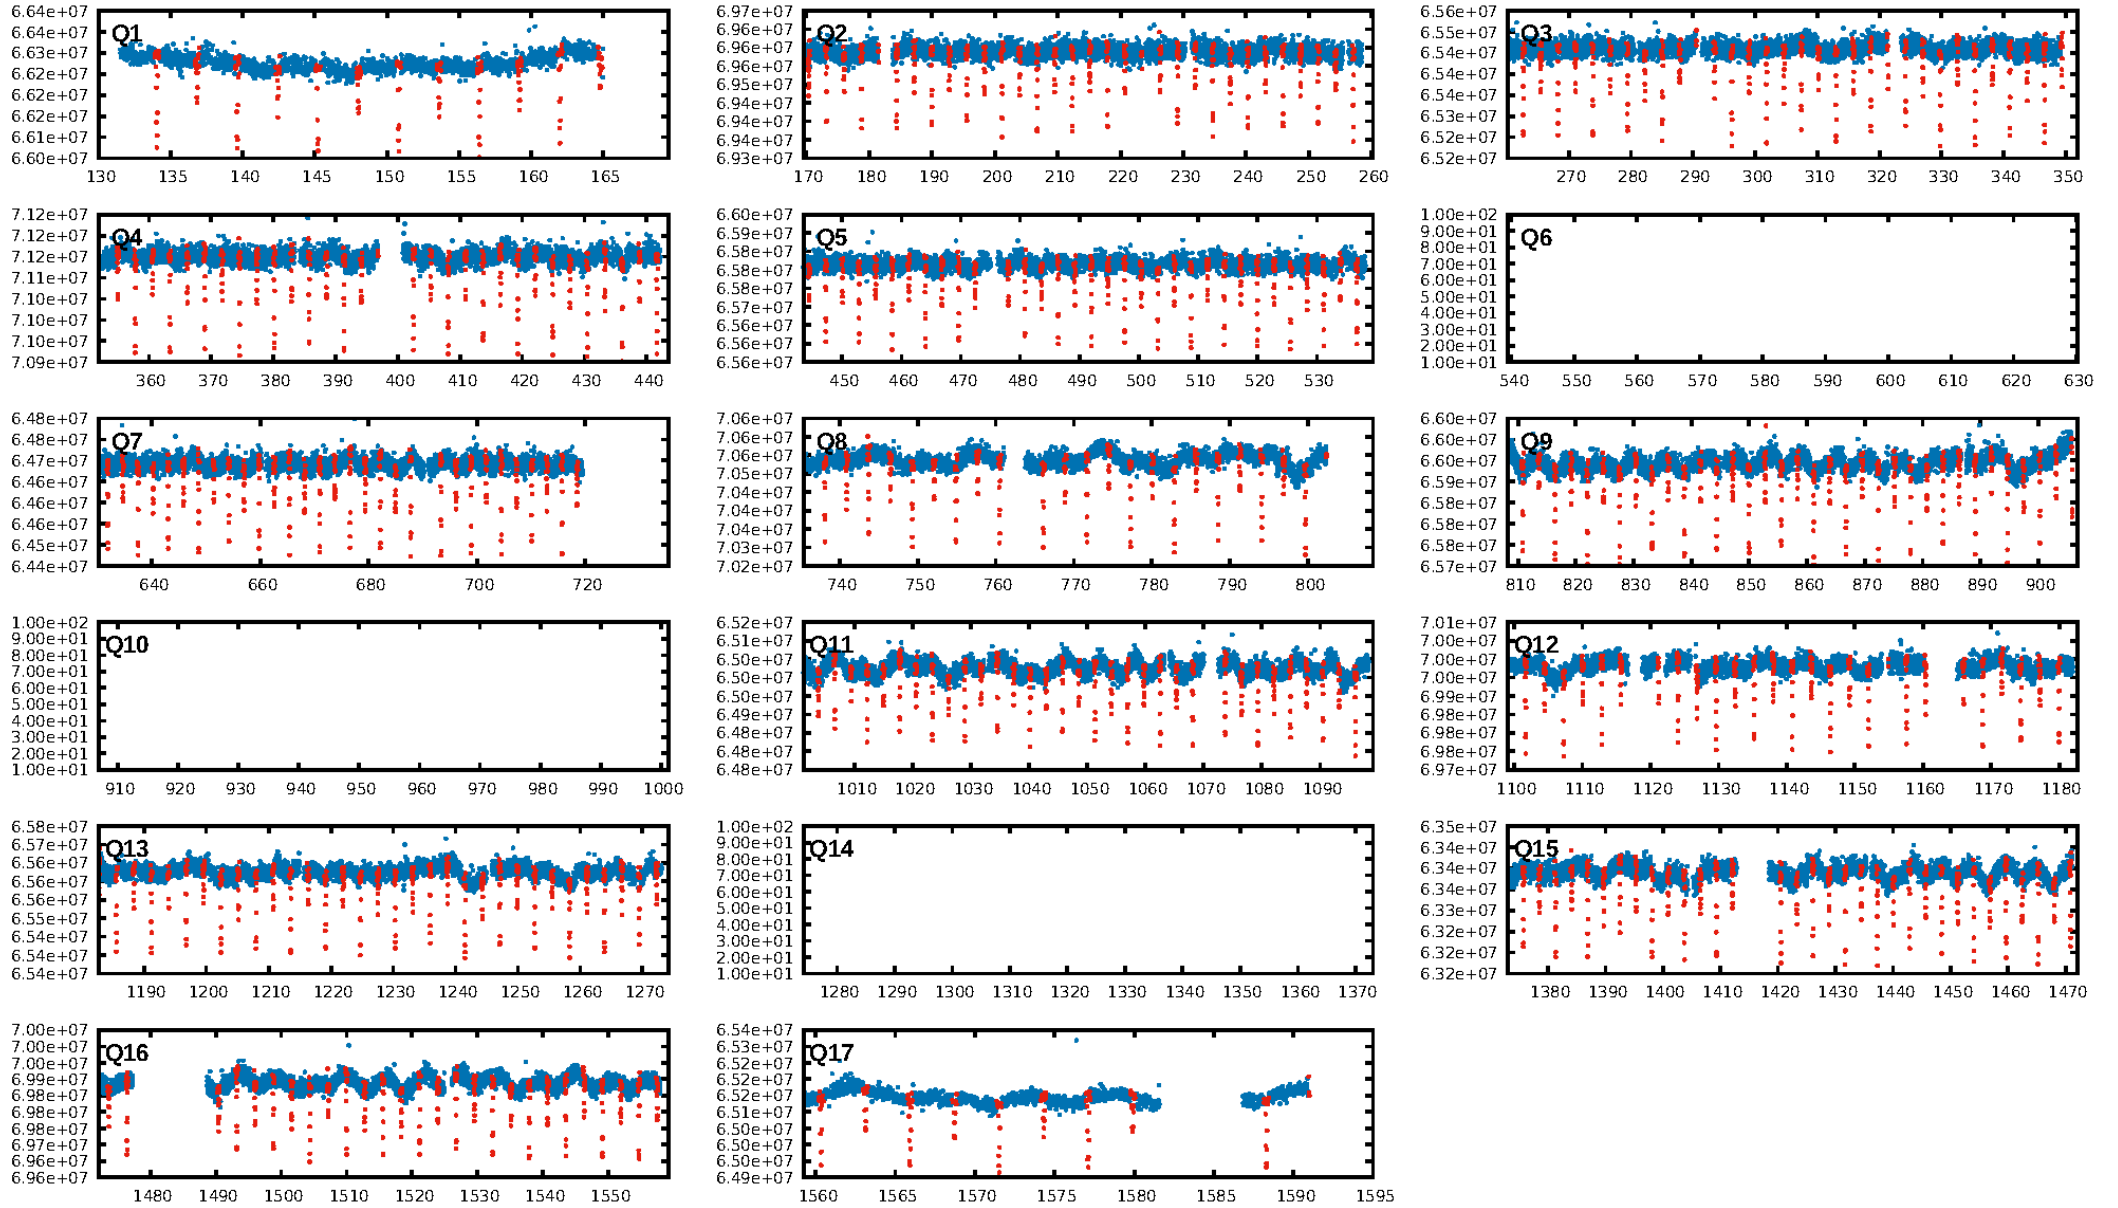 6.64e+07
6.64e+07
6.63e+07
6.62e+07
6.62e+07
6.62e+07
6.61e+07
6.60e+07
Q1
130 135 140 145 150 155 160 165
6.97e+07
6.96e+07
6.96e+07
6.96e+07
6.95e+07
6.94e+07
6.94e+07
6.94e+07
6.93e+07
Q2
170 180 190 200 210 220 230 240 250 260
6.56e+07
6.55e+07
6.54e+07
6.54e+07
6.54e+07
6.53e+07
6.52e+07
6.52e+07
Q3
270 280 290 300 310 320 330 340 350
7.12e+07
7.12e+07
7.12e+07
7.11e+07
7.10e+07
7.10e+07
7.10e+07
7.09e+07
Q4
360 370 380 390 400 410 420 430 440
6.60e+07
6.59e+07
6.58e+07
6.58e+07
6.58e+07
6.57e+07
6.56e+07
6.56e+07
6.56e+07
Q5
450 460 470 480 490 500 510 520 530
1.00e+02
9.00e+01
8.00e+01
7.00e+01
6.00e+01
5.00e+01
4.00e+01
3.00e+01
2.00e+01
1.00e+01
Q6
540 550 560 570 580 590 600 610 620 630
6.48e+07
6.48e+07
6.47e+07
6.46e+07
6.46e+07
6.46e+07
6.45e+07
6.44e+07
Q7
640 660 680 700 720
7.06e+07
7.06e+07
7.06e+07
7.05e+07
7.04e+07
7.04e+07
7.04e+07
7.03e+07
7.02e+07
Q8
740 750 760 770 780 790 800
6.60e+07
6.60e+07
6.60e+07
6.59e+07
6.58e+07
6.58e+07
6.58e+07
6.57e+07
Q9
810 820 830 840 850 860 870 880 890 900
1.00e+02
9.00e+01
8.00e+01
7.00e+01
6.00e+01
5.00e+01
4.00e+01
3.00e+01
2.00e+01
1.00e+01
Q10
910 920 930 940 950 960 970 980 990 1000
6.52e+07
6.51e+07
6.50e+07
6.50e+07
6.50e+07
6.49e+07
6.48e+07
6.48e+07
6.48e+07
Q11
1010 1020 1030 1040 1050 1060 1070 1080 1090
7.01e+07
7.00e+07
7.00e+07
7.00e+07
6.99e+07
6.98e+07
6.98e+07
6.98e+07
6.97e+07
Q12
1100 1110 1120 1130 1140 1150 1160 1170 1180
6.58e+07
6.57e+07
6.56e+07
6.56e+07
6.56e+07
6.55e+07
6.54e+07
6.54e+07
6.54e+07
Q13
1190 1200 1210 1220 1230 1240 1250 1260 1270
1.00e+02
9.00e+01
8.00e+01
7.00e+01
6.00e+01
5.00e+01
4.00e+01
3.00e+01
2.00e+01
1.00e+01
Q14
1280 1290 1300 1310 1320 1330 1340 1350 1360 1370
6.35e+07
6.34e+07
6.34e+07
6.34e+07
6.33e+07
6.32e+07
6.32e+07
6.32e+07
Q15
1380 1390 1400 1410 1420 1430 1440 1450 1460 1470
7.00e+07
7.00e+07
6.99e+07
6.99e+07
6.98e+07
6.98e+07
6.98e+07
6.97e+07
6.96e+07
6.96e+07
Q16
1480 1490 1500 1510 1520 1530 1540 1550
6.54e+07
6.53e+07
6.52e+07
6.52e+07
6.51e+07
6.50e+07
6.50e+07
6.49e+07
Q17
1560 1565 1570 1575 1580 1585 1590 1595